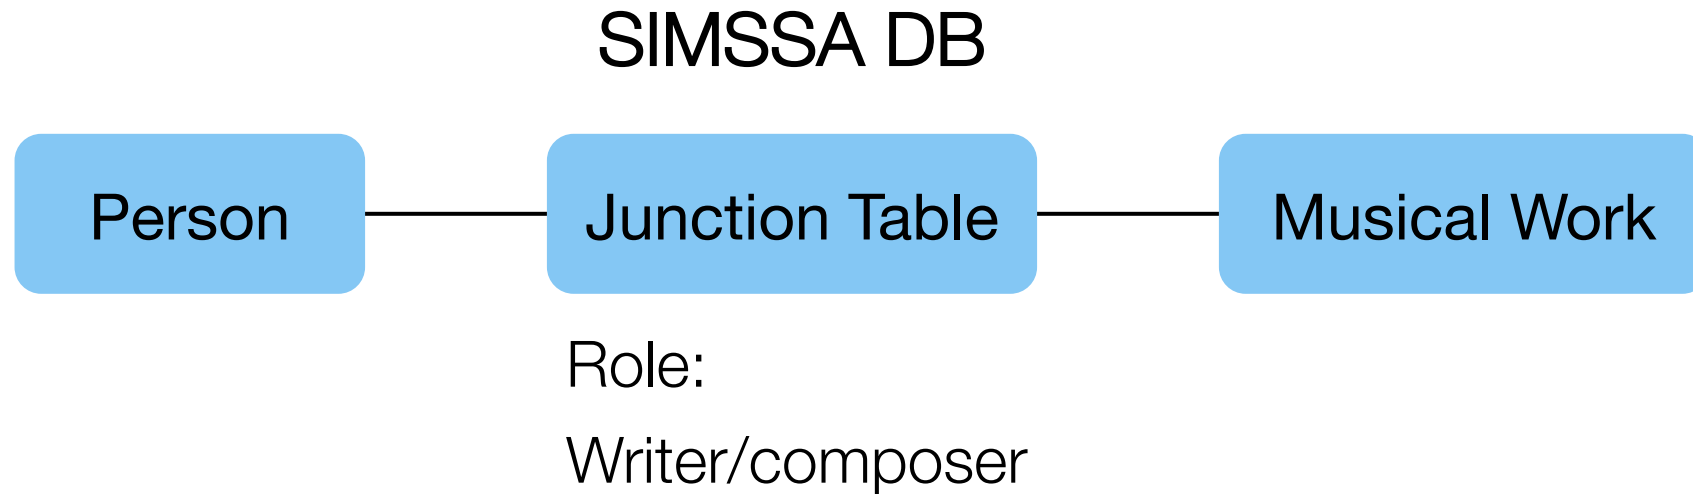 SIMSSA DB
Person
Junction Table
Musical Work
Role:
Writer/composer